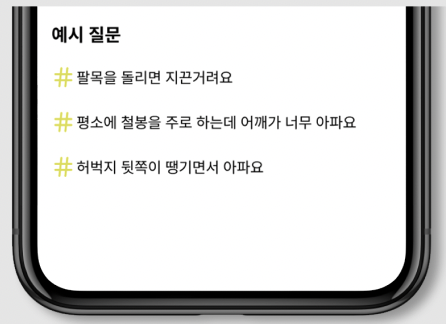 예시 질문
# 팔목을 돌리면 지끈거려요
# 평소에 철봉을 주로 하는데 어깨가 너무 아파요
# 허벅지 뒷쪽이 땡기면서 아파요